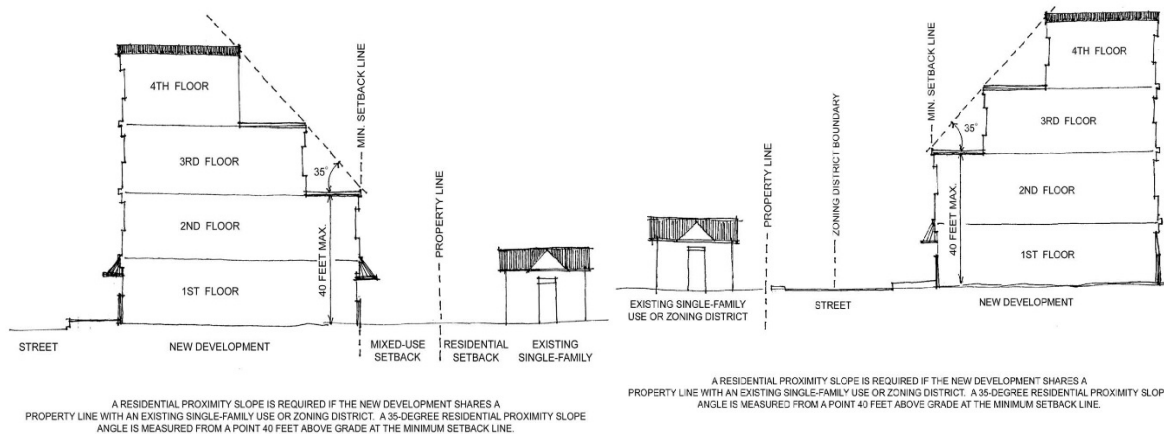 4TH FLOOR
3RD FLOOR
35°
2ND FLOOR
1ST FLOOR
40 FEET MAX.
MIN. SETBACK LINE
PROPERTY LINE
STREET
NEW DEVELOPMENT
MIXED-USE
SETBACK
RESIDENTIAL
SETBACK
EXISTING
SINGLE-FAMILY
A RESIDENTIAL PROXIMITY SLOPE IS REQUIRED IF THE NEW DEVELOPMENT SHARES A
PROPERTY LINE WITH AN EXISTING SINGLE-FAMILY USE OR ZONING DISTRICT. A 35-DEGREE RESIDENTIAL PROXIMITY SLOPE
ANGLE IS MEASURED FROM A POINT 40 FEET ABOVE GRADE AT THE MINIMUM SETBACK LINE.
4TH FLOOR
3RD FLOOR
35°
2ND FLOOR
1ST FLOOR
40 FEET MAX.
MIN. SETBACK LINE
ZONING DISTRICT BOUNDARY
PROPERTY LINE
EXISTING SINGLE-FAMILY
USE OR ZONING DISTRICT
STREET
NEW DEVELOPMENT
A RESIDENTIAL PROXIMITY SLOPE IS REQUIRED IF THE NEW DEVELOPMENT SHARES A
PROPERTY LINE WITH AN EXISTING SINGLE-FAMILY USE OR ZONING DISTRICT. A 35-DEGREE RESIDENTIAL PROXIMITY SLOP
ANGLE IS MEASURED FROM A POINT 40 FEET ABOVE GRADE AT THE MINIMUM SETBACK LINE.